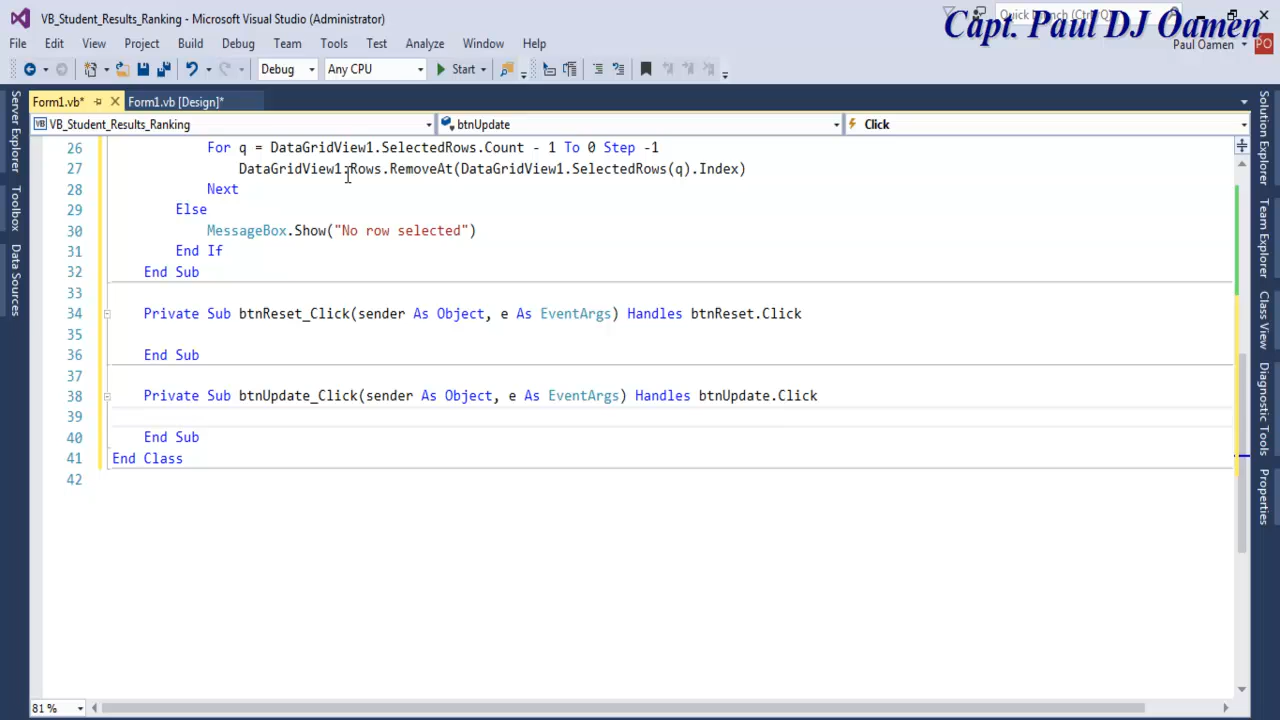 VB_Student_Results_Ranking - Microsoft Visual Studio (Administrator)
Capt. Paul DJ Oamen
File Edit View Project Build Debug Team Tools Test Analyze Window Help
Paul Oamen PO
Debug Any CPU Start
Form1.vb* Form1.vb [Design]*
VB_Student_Results_Ranking btnUpdate Click
Server Explorer
Toolbox
Data Sources
26 For q = DataGridView1.SelectedRows.Count - 1 To 0 Step -1
27 DataGridView1.Rows.RemoveAt(DataGridView1.SelectedRows(q).Index)
28 Next
29 Else
30 MessageBox.Show("No row selected")
31 End If
32 End Sub
33
34 Private Sub btnReset_Click(sender As Object, e As EventArgs) Handles btnReset.Click
35
36 End Sub
37
38 Private Sub btnUpdate_Click(sender As Object, e As EventArgs) Handles btnUpdate.Click
39
40 End Sub
41 End Class
42
Solution Explorer
Team Explorer
Class View
Diagnostic Tools
Properties
81 %